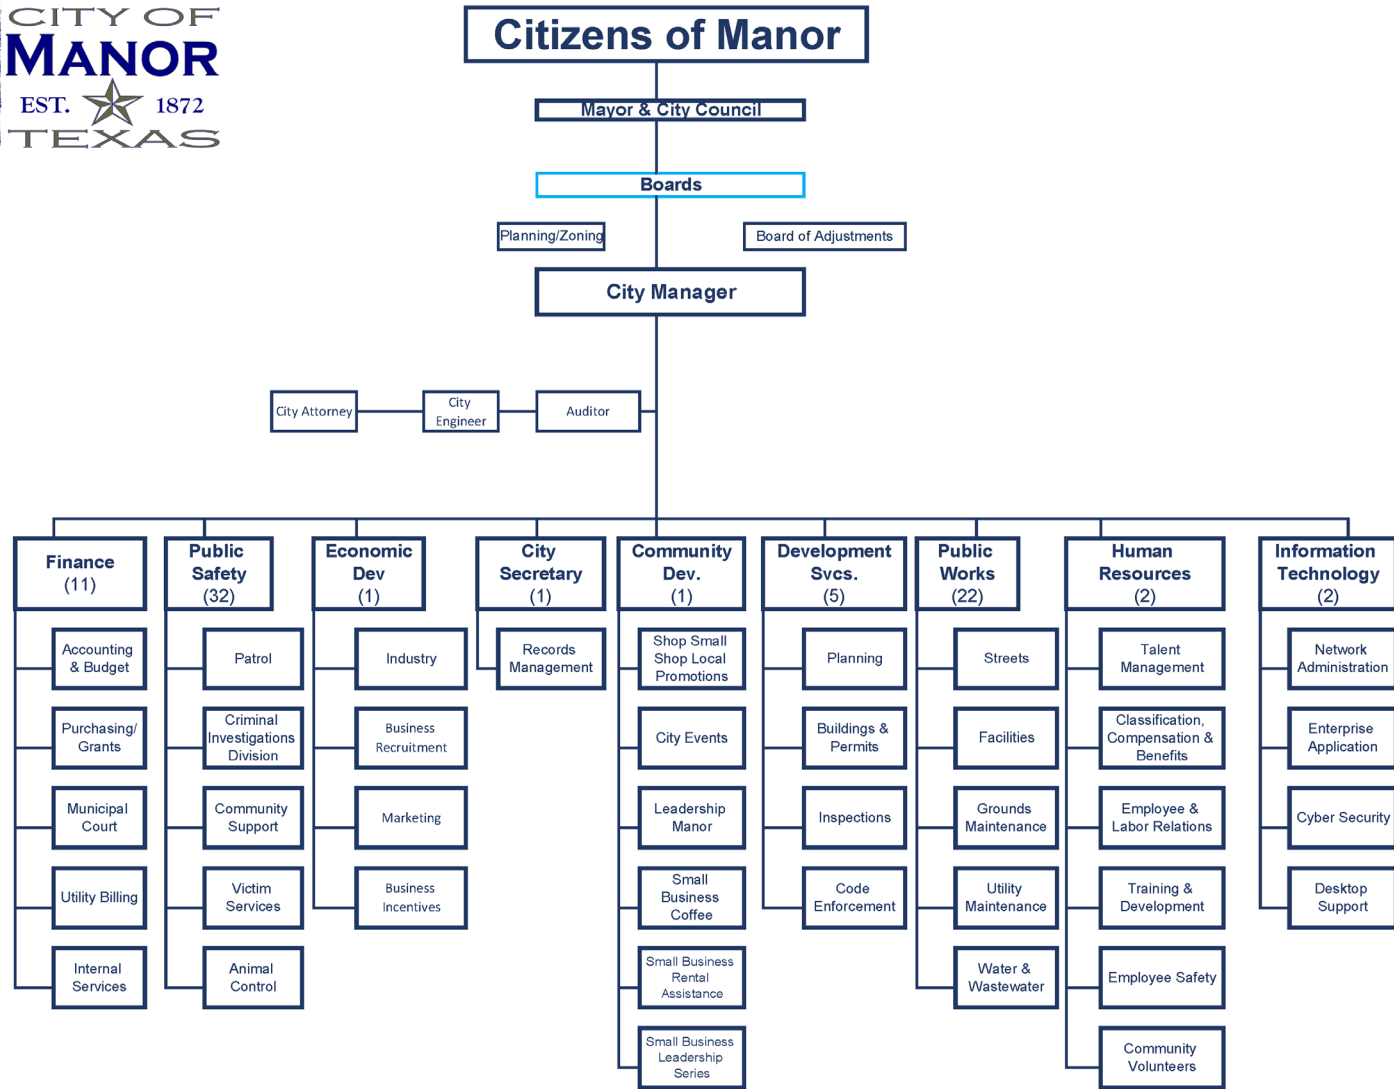 CITY OF
MANOR
EST. 1872
TEXAS
Citizens of Manor
Mayor & City Council
Boards
Planning/Zoning
Board of Adjustments
City Manager
City Attorney
City
Engineer
Auditor
Finance
(11)
Accounting
& Budget
Purchasing/
Grants
Municipal
Court
Utility Billing
Internal
Services
Public
Safety
(32)
Patrol
Criminal
Investigations
Division
Community
Support
Victim
Services
Animal
Control
Economic
Dev
(1)
Industry
Business
Recruitment
Marketing
Business
Incentives
City
Secretary
(1)
Records
Management
Community
Dev.
(1)
Shop Small
Shop Local
Promotions
City Events
Leadership
Manor
Small
Business
Coffee
Small Business
Rental
Assistance
Small Business
Leadership
Series
Development
Svcs.
(5)
Planning
Buildings &
Permits
Inspections
Code
Enforcement
Public
Works
(22)
Streets
Facilities
Grounds
Maintenance
Utility
Maintenance
Water &
Wastewater
Human
Resources
(2)
Talent
Management
Classification,
Compensation &
Benefits
Employee &
Labor Relations
Training &
Development
Employee Safety
Community
Volunteers
Information
Technology
(2)
Network
Administration
Enterprise
Application
Cyber Security
Desktop
Support